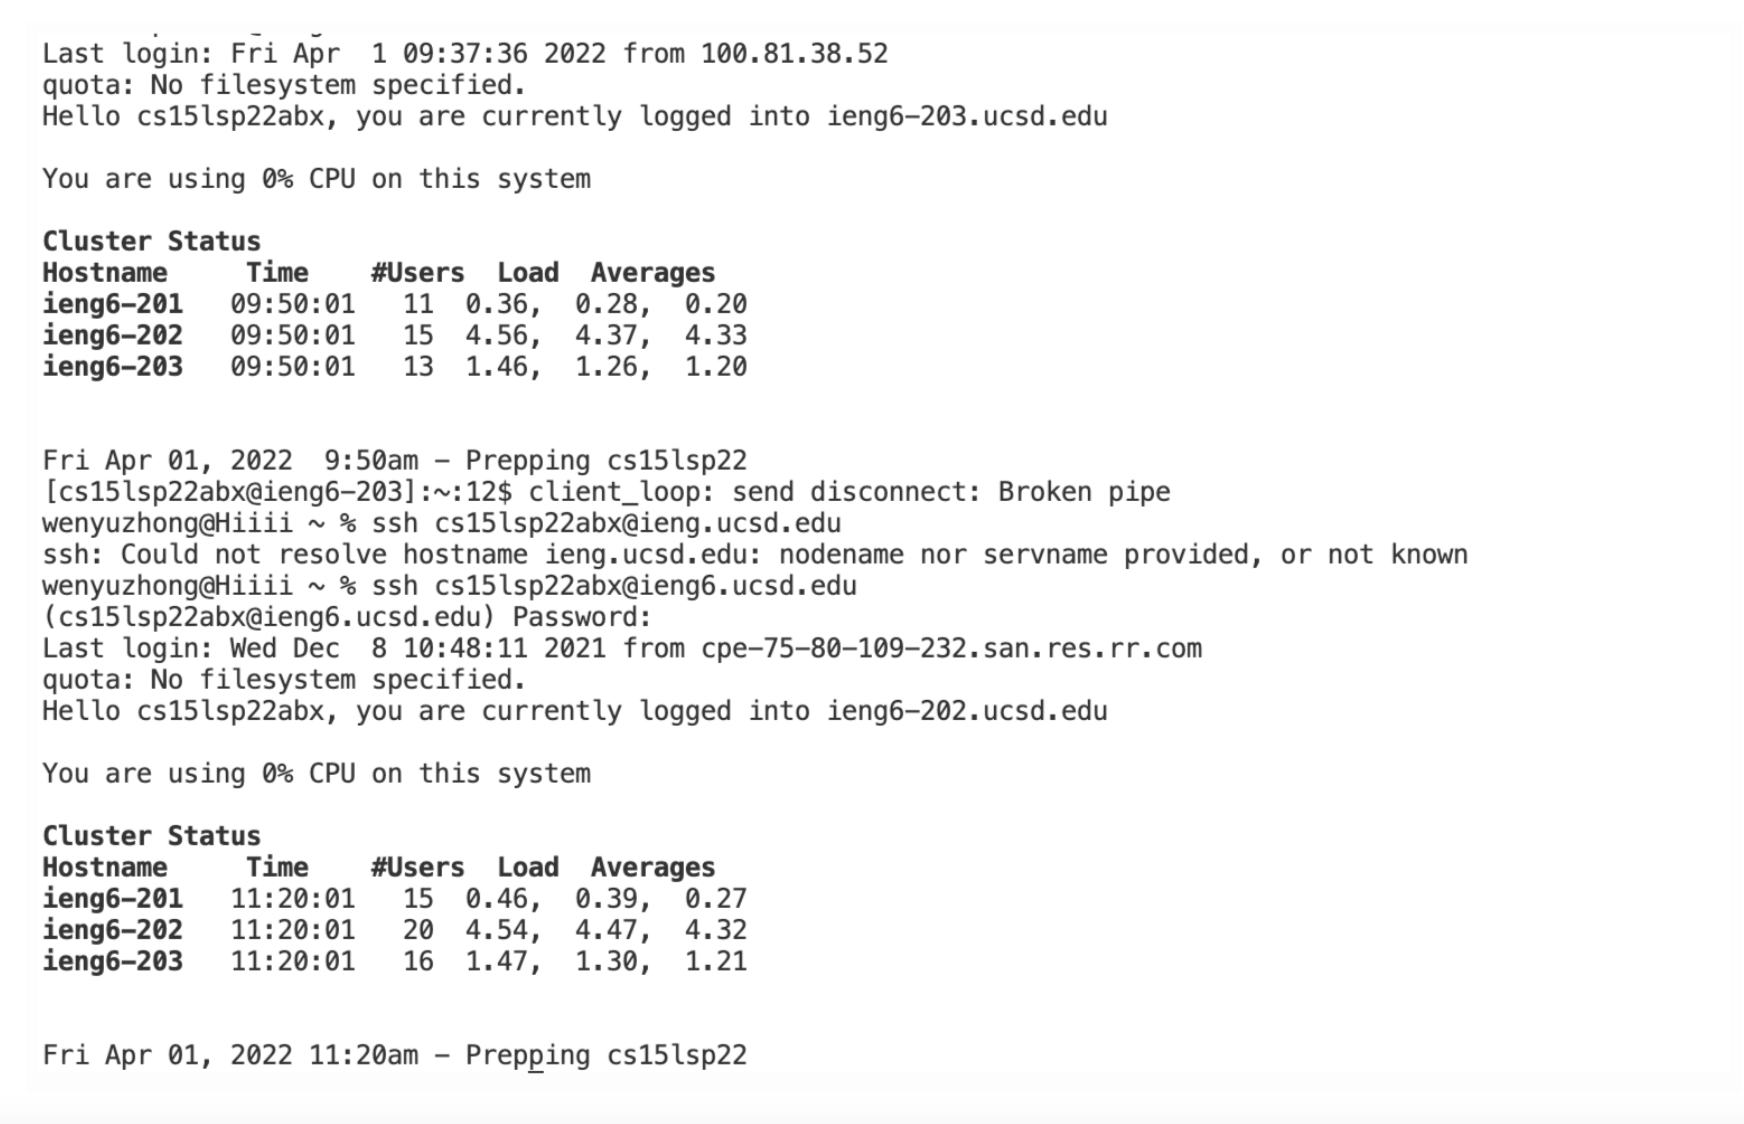 Last login: Fri Apr  1 09:37:36 2022 from 100.81.38.52
quota: No filesystem specified.
Hello cs15lsp22abx, you are currently logged into ieng6-203.ucsd.edu
You are using 0% CPU on this system
Cluster Status
Hostname     Time    #Users  Load  Averages
ieng6-201   09:50:01   11  0.36,  0.28,  0.20
ieng6-202   09:50:01   15  4.56,  4.37,  4.33
ieng6-203   09:50:01   13  1.46,  1.26,  1.20
Fri Apr 01, 2022  9:50am - Prepping cs15lsp22
[cs15lsp22abx@ieng6-203]:~:12$ client_loop: send disconnect: Broken pipe
wenyuzhong@Hiiii ~ % ssh cs15lsp22abx@ieng.ucsd.edu
ssh: Could not resolve hostname ieng.ucsd.edu: nodename nor servname provided, or not known
wenyuzhong@Hiiii ~ % ssh cs15lsp22abx@ieng6.ucsd.edu
(cs15lsp22abx@ieng6.ucsd.edu) Password:
Last login: Wed Dec  8 10:48:11 2021 from cpe-75-80-109-232.san.res.rr.com
quota: No filesystem specified.
Hello cs15lsp22abx, you are currently logged into ieng6-202.ucsd.edu
You are using 0% CPU on this system
Cluster Status
Hostname     Time    #Users  Load  Averages
ieng6-201   11:20:01   15  0.46,  0.39,  0.27
ieng6-202   11:20:01   20  4.54,  4.47,  4.32
ieng6-203   11:20:01   16  1.47,  1.30,  1.21
Fri Apr 01, 2022 11:20am - Prepping cs15lsp22